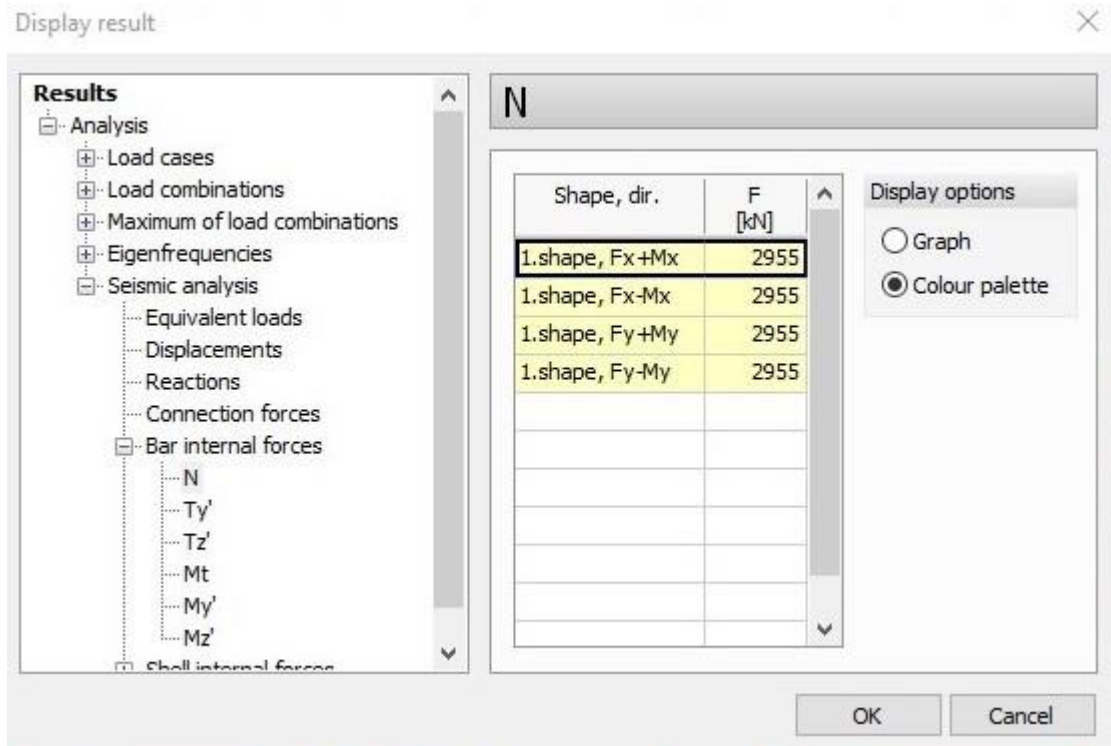 Display result
Results
Analysis
Load cases
Load combinations
Maximum of load combinations
Eigenfrequencies
Seismic analysis
Equivalent loads
Displacements
Reactions
Connection forces
Bar internal forces
N
Ty'
Tz'
Mt
My'
Mz'
Shell internal forces
N
Shape, dir. F
[kN]
1.shape, Fx+Mx 2955
1.shape, Fx-Mx 2955
1.shape, Fy+My 2955
1.shape, Fy-My 2955
Display options
Graph
Colour palette
OK Cancel